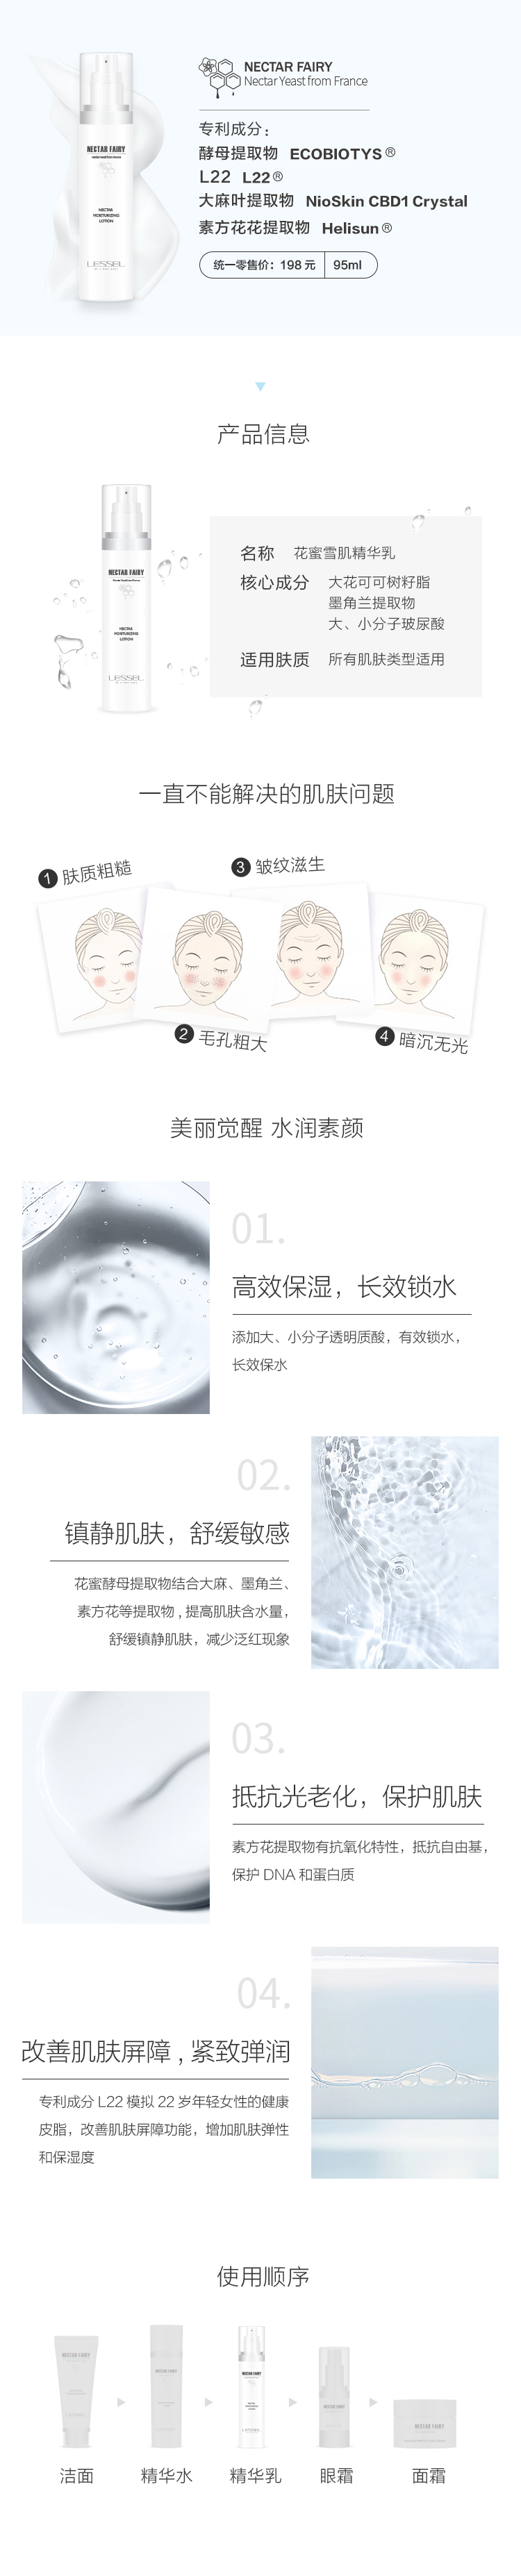 NECTAR FAIRY
Nectar Yeast from France
专利成分：
酵母提取物 ECOBIOTYS ®
L22 L22 ®
大麻叶提取物 NioSkin CBD1 Crystal
素方花花提取物 Helisun ®
统一零售价：198 元 95ml
NECTAR FAIRY
NECTAR
MOISTURIZING
LOTION
LESSEL
产品信息
NECTAR FAIRY
NECTAR
MOISTURIZING
LOTION
LESSEL
名称 花蜜雪肌精华乳
核心成分 大花可可树籽脂
墨角兰提取物
大、小分子玻尿酸
适用肤质 所有肌肤类型适用
一直不能解决的肌肤问题
1 肤质粗糙
3 皱纹滋生
2 毛孔粗大
4 暗沉无光
美丽觉醒 水润素颜
01.
高效保湿，长效锁水
添加大、小分子透明质酸，有效锁水，
长效保水
02.
镇静肌肤，舒缓敏感
花蜜酵母提取物结合大麻、墨角兰、
素方花等提取物 , 提高肌肤含水量，
舒缓镇静肌肤，减少泛红现象
03.
抵抗光老化，保护肌肤
素方花提取物有抗氧化特性，抵抗自由基，
保护 DNA 和蛋白质
04.
改善肌肤屏障 , 紧致弹润
专利成分 L22 模拟 22 岁年轻女性的健康
皮脂，改善肌肤屏障功能，增加肌肤弹性
和保湿度
使用顺序
NECTAR FAIRY
NECTAR FAIRY
NECTAR FAIRY
NECTAR FAIRY
NECTAR FAIRY
洁面 精华水 精华乳 眼霜 面霜